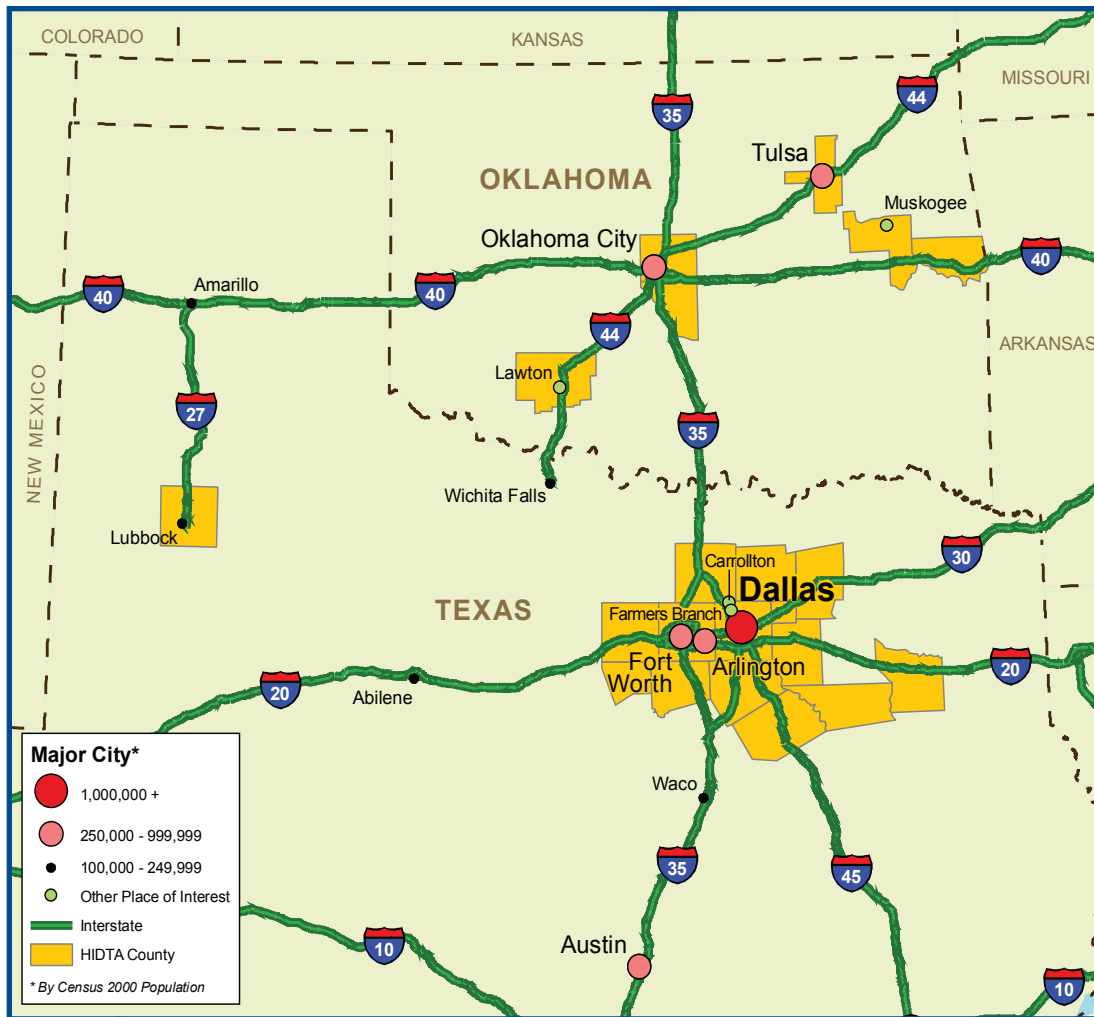 COLORADO
KANSAS
MISSOURI
35
44
Tulsa
OKLAHOMA
Muskogee
Oklahoma City
40
40
40
Amarillo
44
ARKANSAS
Lawton
27
35
NEW MEXICO
Wichita Falls
Lubbock
30
Carrollton
Dallas
TEXAS
Farmers Branch
Fort
Worth
Arlington
20
20
Abilene
Waco
35
45
Austin
10
10
Major City*
1,000,000 +
250,000 - 999,999
100,000 - 249,999
Other Place of Interest
Interstate
HIDTA County
* By Census 2000 Population